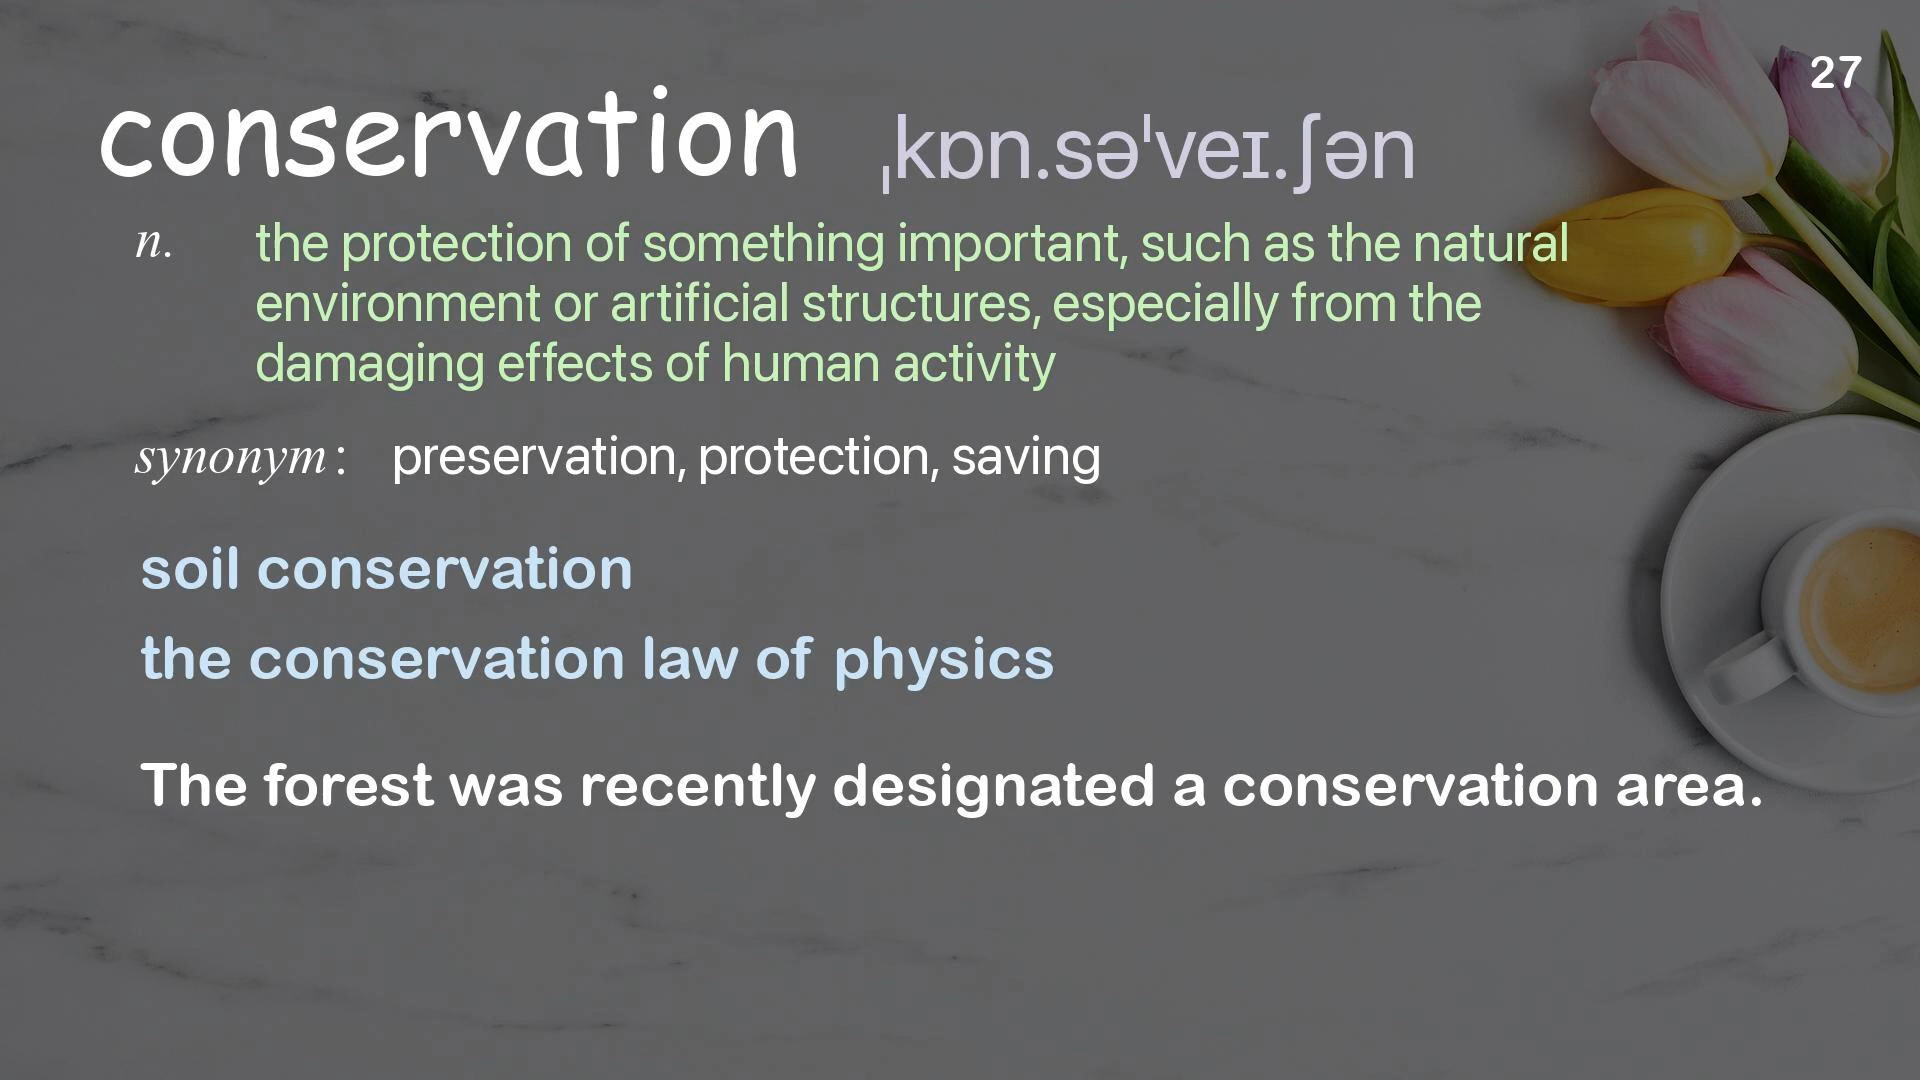 27
conservation ˌkɒn.səˈveɪ.ʃən
n. the protection of something important, such as the natural
environment or artificial structures, especially from the
damaging effects of human activity
synonym: preservation, protection, saving
soil conservation
the conservation law of physics
The forest was recently designated a conservation area.